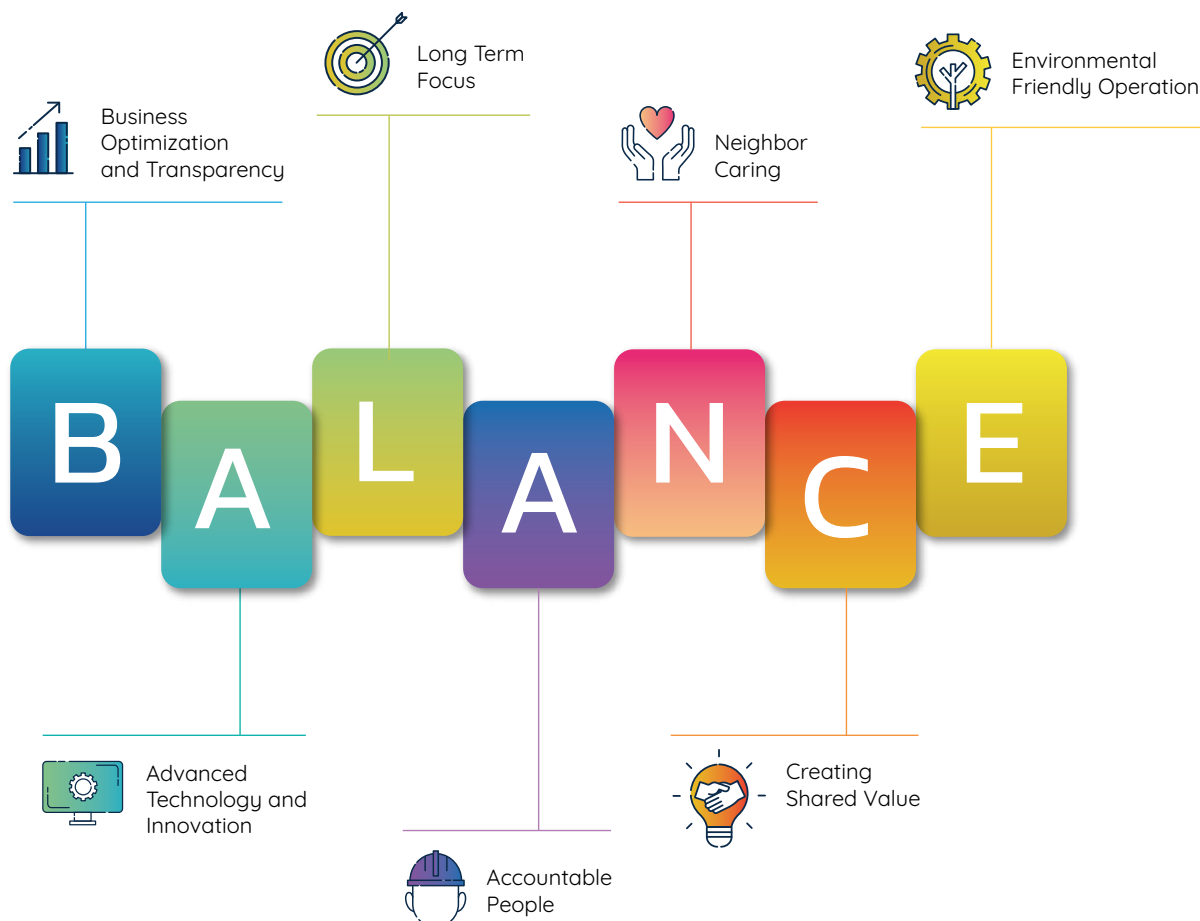 Business
Optimization
and Transparency
Long Term
Focus
Neighbor
Caring
Environmental
Friendly Operation
B A L A N C E
Advanced
Technology and
Innovation
Accountable
People
Creating
Shared Value